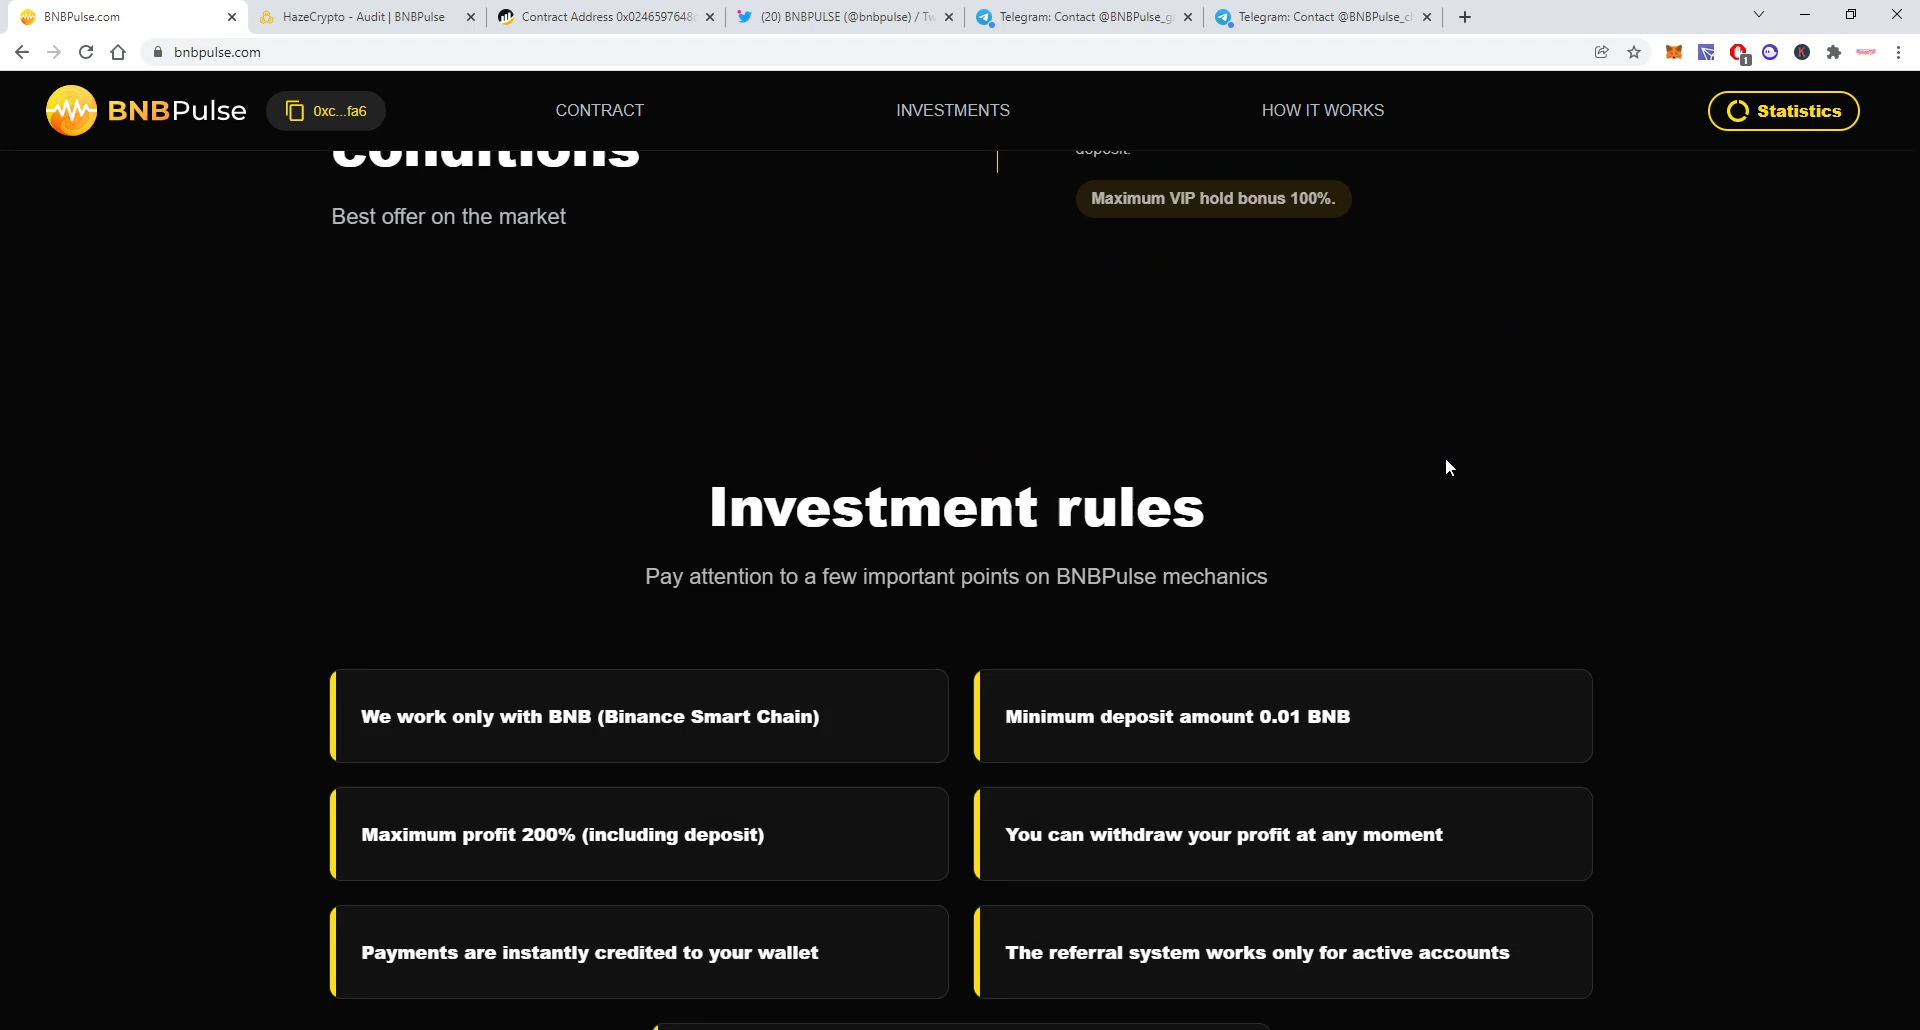 BNBPulse.com
HazeCrypto - Audit | BNBPulse
Contract Address 0x0246597648
(20) BNBPULSE (@bnbpulse) / Tw
Telegram: Contact @BNBPulse_g
Telegram: Contact @BNBPulse_c
bnbpulse.com
1
K
BNBPulse
0xc...fa6
CONTRACT
INVESTMENTS
HOW IT WORKS
Statistics
conditions
deposit.
Best offer on the market
Maximum VIP hold bonus 100%.
Investment rules
Pay attention to a few important points on BNBPulse mechanics
We work only with BNB (Binance Smart Chain)
Minimum deposit amount 0.01 BNB
Maximum profit 200% (including deposit)
You can withdraw your profit at any moment
Payments are instantly credited to your wallet
The referral system works only for active accounts